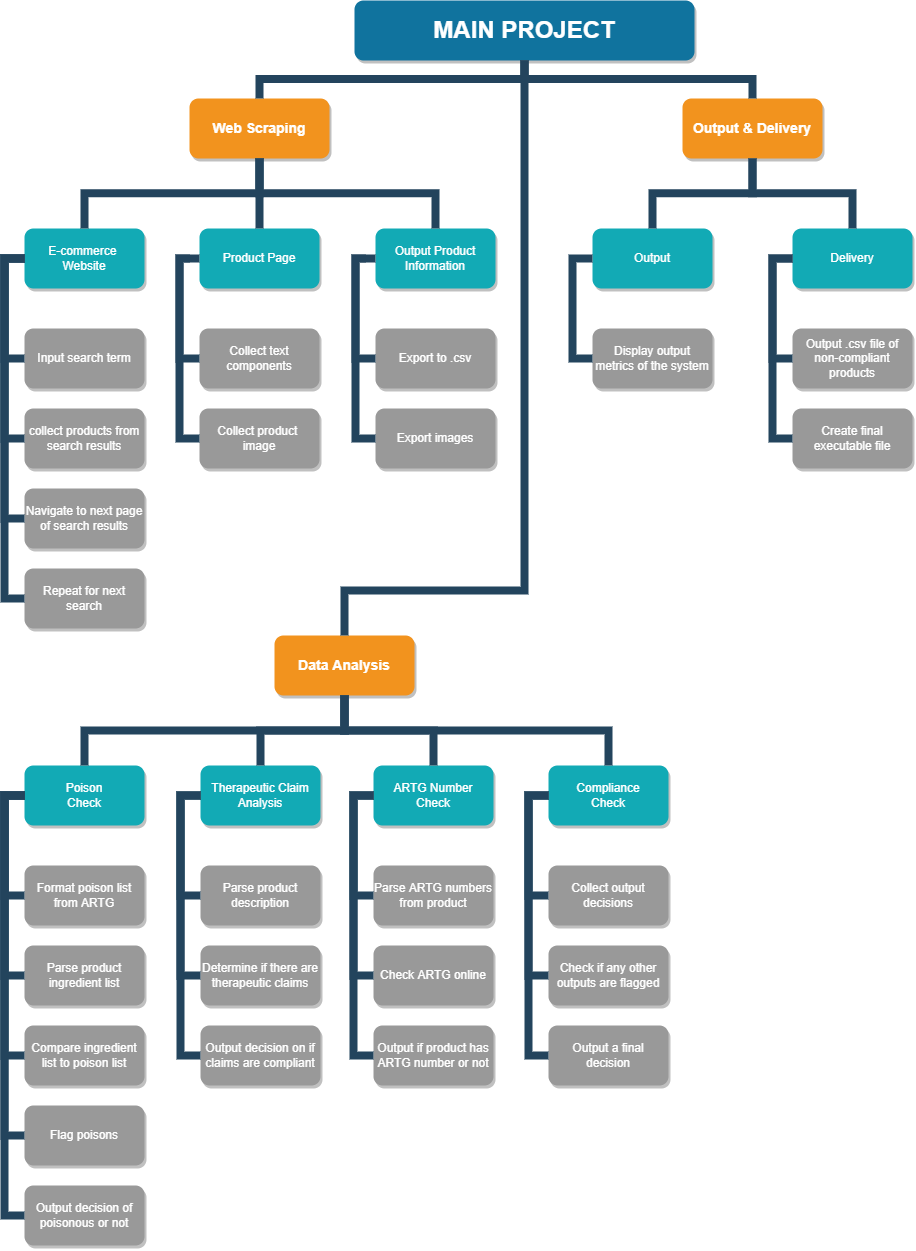 MAIN PROJECT
Web Scraping
Output & Delivery
E-commerce
Website
Product Page
Output Product
Information
Output
Delivery
Input search term
collect products from
search results
Navigate to next page
of search results
Repeat for next
search
Collect text
components
Collect product
image
Export to .csv
Export images
Display output
metrics of the system
Output .csv file of
non-compliant
products
Create final
executable file
Data Analysis
Poison
Check
Therapeutic Claim
Analysis
ARTG Number
Check
Compliance
Check
Format poison list
from ARTG
Parse product
ingredient list
Compare ingredient
list to poison list
Flag poisons
Output decision of
poisonous or not
Parse product
description
Determine if there are
therapeutic claims
Output decision on if
claims are compliant
Parse ARTG numbers
from product
Check ARTG online
Output if product has
ARTG number or not
Collect output
decisions
Check if any other
outputs are flagged
Output a final
decision